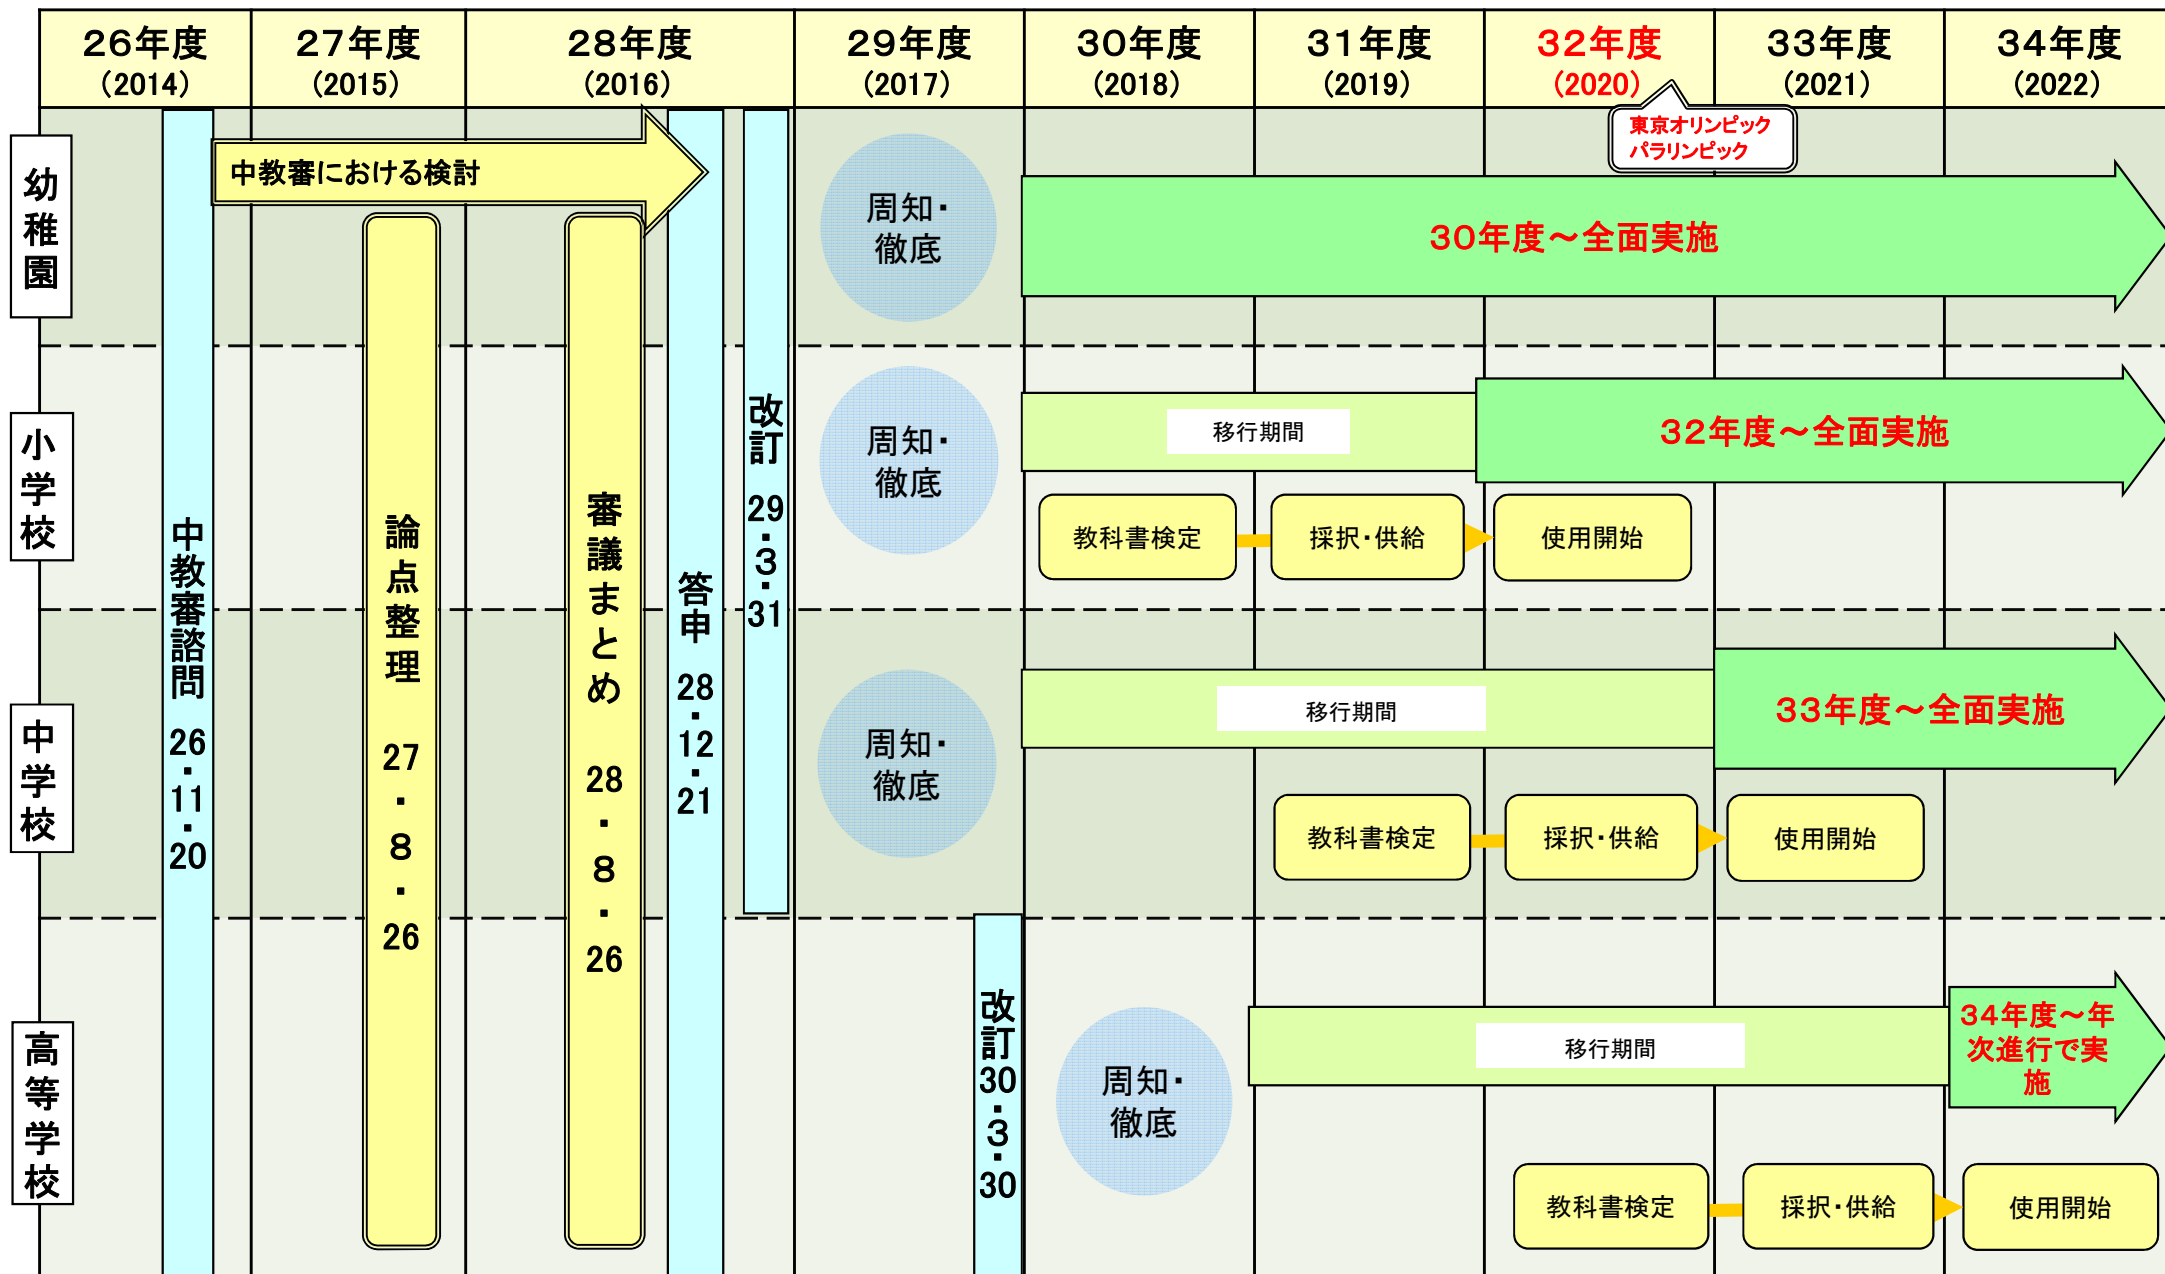 26年度
(2014)
27年度
(2015)
28年度
(2016)
29年度
(2017)
30年度
(2018)
31年度
(2019)
32年度
(2020)
33年度
(2021)
34年度
(2022)
東京オリンピック
パラリンピック
幼稚園
中教審における検討
周知・
徹底
30年度～全面実施
小学校
周知・
徹底
移行期間
32年度～全面実施
教科書検定
採択・供給
使用開始
中教審諮問 26・11・20
論点整理 27・8・26
審議まとめ 28・8・26
答申 28・12・21
改訂 29・3・31
中学校
周知・
徹底
移行期間
33年度～全面実施
教科書検定
採択・供給
使用開始
高等学校
改訂30・3・30
周知・
徹底
移行期間
34年度～年
次進行で実
施
教科書検定
採択・供給
使用開始